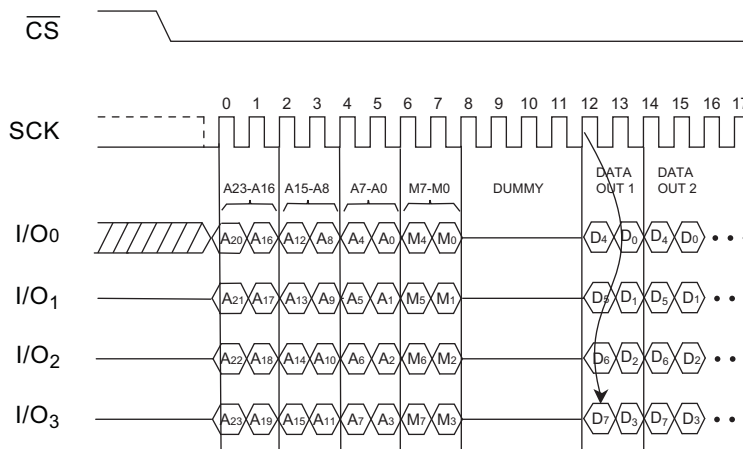 CS
0 1 2 3 4 5 6 7 8 9 10 11 12 13 14 15 16 17
SCK
A23-A16 A15-A8 A7-A0 M7-M0 DUMMY DATA OUT 1 DATA OUT 2
I/O0 A20 A16 A12 A8 A4 A0 M4 M0 D4 D0 D4 D0
I/O1 A21 A17 A13 A9 A5 A1 M5 M1 D5 D1 D5 D1
I/O2 A22 A18 A14 A10 A6 A2 M6 M2 D6 D2 D6 D2
I/O3 A23 A19 A15 A11 A7 A3 M7 M3 D7 D3 D7 D3